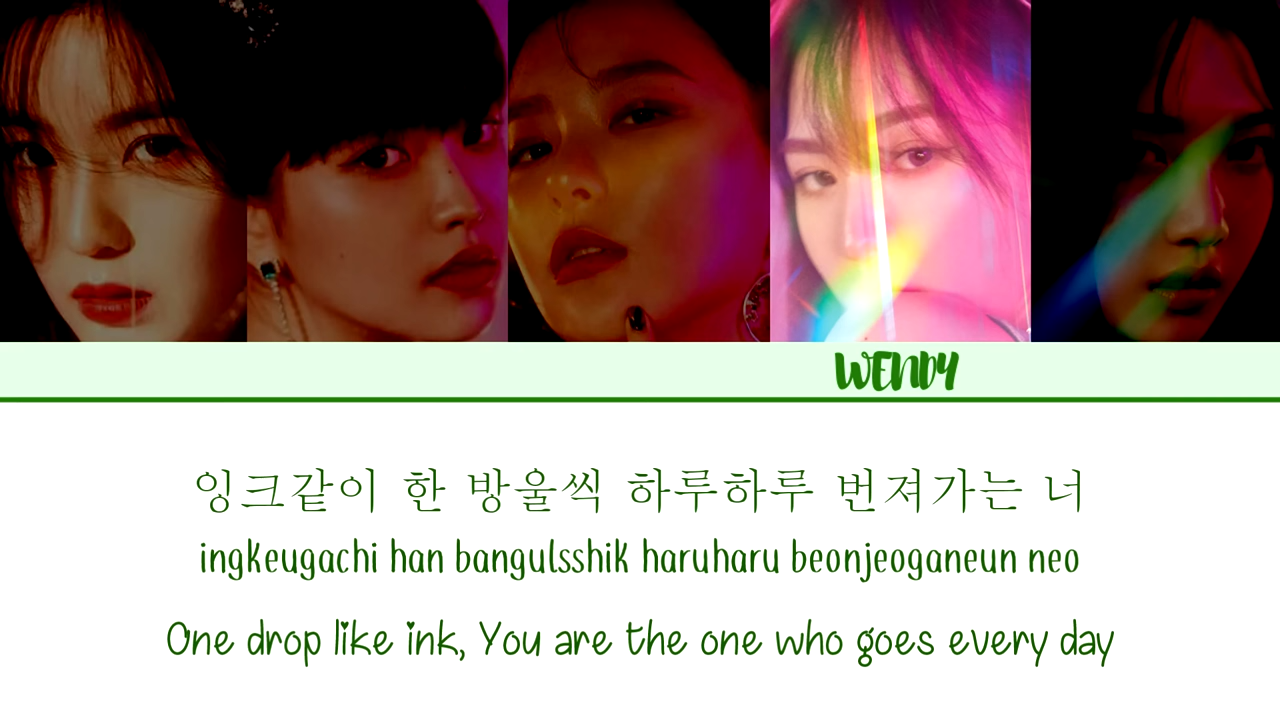 WENDY
잉크같이 한 방울씩 하루하루 번져가는 너
ingkeugachi han bangulsshik haruharu beonjeoganeun neo
One drop like ink, You are the one who goes every day